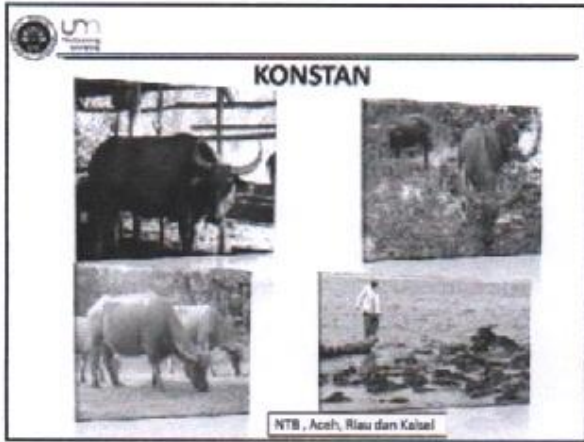 KONSTAN
NTB , Aceh, Riau dan Kalsel